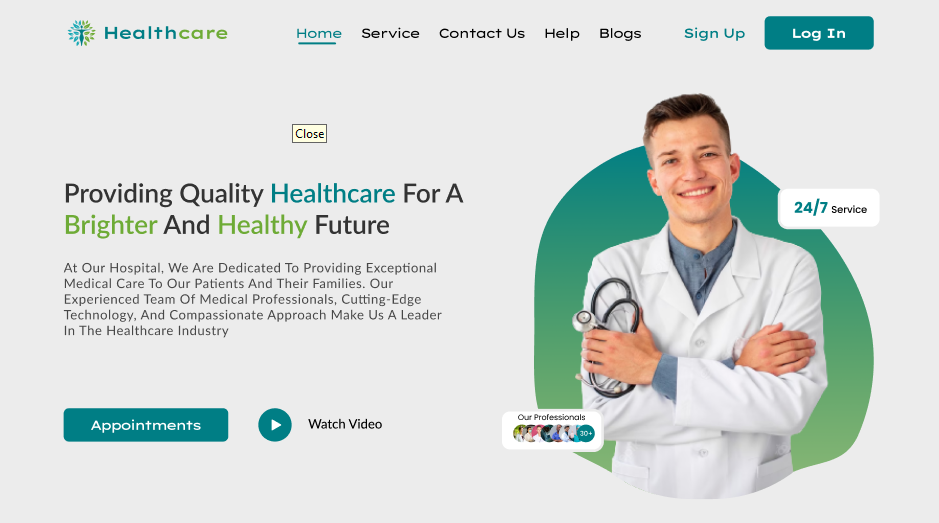 Healthcare
Home Service Contact Us Help Blogs Sign Up Log In
Close
Providing Quality Healthcare For A
Brighter And Healthy Future
At Our Hospital, We Are Dedicated To Providing Exceptional
Medical Care To Our Patients And Their Families. Our
Experienced Team Of Medical Professionals, Cutting-Edge
Technology, And Compassionate Approach Make Us A Leader
In The Healthcare Industry
Appointments
Watch Video
24/7 Service
Our Professionals
30+